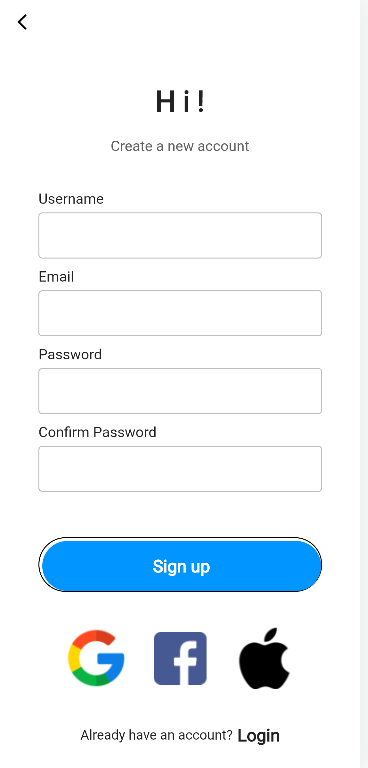 Hi!
Create a new account
Username
Email
Password
Confirm Password
Sign up
Already have an account? Login